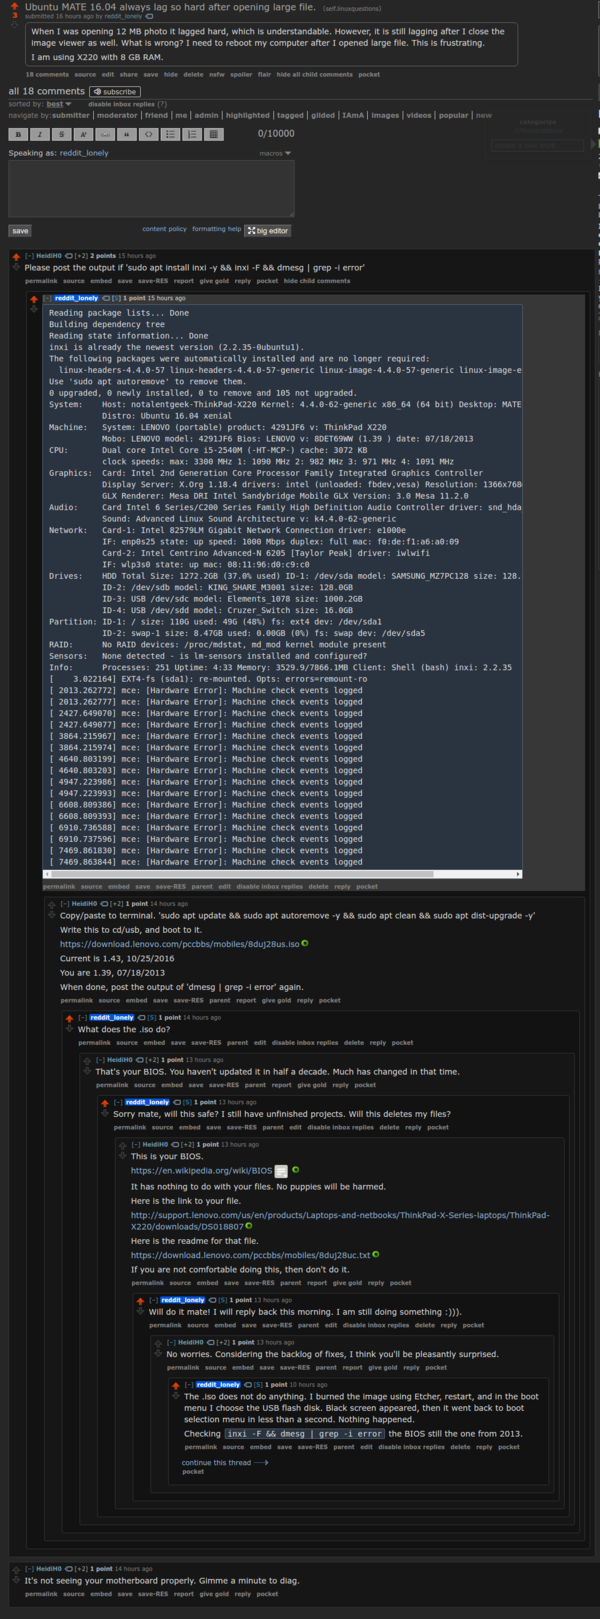 Ubuntu MATE 16.04 always lag so hard after opening large file. (self.linuxquestions)
3
submitted 16 hours ago by reddit_lonely
When I was opening 12 MB photo it lagged hard, which is understandable. However, it is still lagging after I close the
image viewer as well. What is wrong? I need to reboot my computer after I opened large file. This is frustrating.
I am using X220 with 8 GB RAM.
18 comments source edit share save hide delete nsfw spoiler flair hide all child comments pocket
all 18 comments subscribe
sorted by: best disable inbox replies (?)
navigate by: submitter | moderator | friend | me | admin | highlighted | tagged | gilded | IAmA | images | videos | popular | new
0/10000
Speaking as: reddit_lonely macros
save content policy formatting help big editor
[-] HeidiH0 [+2] 2 points 15 hours ago
Please post the output if 'sudo apt install inxi -y && inxi -F && dmesg | grep -i error'
permalink source embed save save-RES report give gold reply pocket hide child comments
[-] reddit_lonely [S] 1 point 15 hours ago
Reading package lists... Done
Building dependency tree
Reading state information... Done
inxi is already the newest version (2.2.35-0ubuntu1).
The following packages were automatically installed and are no longer required:
linux-headers-4.4.0-57 linux-headers-4.4.0-57-generic linux-image-4.4.0-57-generic linux-image-e
Use 'sudo apt autoremove' to remove them.
0 upgraded, 0 newly installed, 0 to remove and 105 not upgraded.
System: Host: notalentgeek-ThinkPad-X220 Kernel: 4.4.0-62-generic x86_64 (64 bit) Desktop: MATE
Distro: Ubuntu 16.04 xenial
Machine: System: LENOVO (portable) product: 4291JF6 v: ThinkPad X220
Mobo: LENOVO model: 4291JF6 Bios: LENOVO v: 8DET69WW (1.39 ) date: 07/18/2013
CPU: Dual core Intel Core i5-2540M (-HT-MCP-) cache: 3072 KB
clock speeds: max: 3300 MHz 1: 1090 MHz 2: 982 MHz 3: 971 MHz 4: 1091 MHz
Graphics: Card: Intel 2nd Generation Core Processor Family Integrated Graphics Controller
Display Server: X.Org 1.18.4 drivers: intel (unloaded: fbdev,vesa) Resolution: 1366x768
GLX Renderer: Mesa DRI Intel Sandybridge Mobile GLX Version: 3.0 Mesa 11.2.0
Audio: Card Intel 6 Series/C200 Series Family High Definition Audio Controller driver: snd_hda
Sound: Advanced Linux Sound Architecture v: k4.4.0-62-generic
Network: Card-1: Intel 82579LM Gigabit Network Connection driver: e1000e
IF: enp0s25 state: up speed: 1000 Mbps duplex: full mac: f0:de:f1:a6:a0:09
Card-2: Intel Centrino Advanced-N 6205 [Taylor Peak] driver: iwlwifi
IF: wlp3s0 state: up mac: 08:11:96:d0:c9:c0
Drives: HDD Total Size: 1272.2GB (37.0% used) ID-1: /dev/sda model: SAMSUNG_MZ7PC128 size: 128.
ID-2: /dev/sdb model: KING_SHARE_M3001 size: 128.0GB
ID-3: USB /dev/sdc model: Elements_1078 size: 1000.2GB
ID-4: USB /dev/sdd model: Cruzer_Switch size: 16.0GB
Partition: ID-1: / size: 110G used: 49G (48%) fs: ext4 dev: /dev/sda1
ID-2: swap-1 size: 8.47GB used: 0.00GB (0%) fs: swap dev: /dev/sda5
RAID: No RAID devices: /proc/mdstat, md_mod kernel module present
Sensors: None detected - is lm-sensors installed and configured?
Info: Processes: 251 Uptime: 4:33 Memory: 3529.9/7866.1MB Client: Shell (bash) inxi: 2.2.35
[ 3.022164] EXT4-fs (sda1): re-mounted. Opts: errors=remount-ro
[ 2013.262772] mce: [Hardware Error]: Machine check events logged
[ 2013.262777] mce: [Hardware Error]: Machine check events logged
[ 2427.649070] mce: [Hardware Error]: Machine check events logged
[ 2427.649077] mce: [Hardware Error]: Machine check events logged
[ 3864.215967] mce: [Hardware Error]: Machine check events logged
[ 3864.215974] mce: [Hardware Error]: Machine check events logged
[ 4640.803199] mce: [Hardware Error]: Machine check events logged
[ 4640.803203] mce: [Hardware Error]: Machine check events logged
[ 4947.223986] mce: [Hardware Error]: Machine check events logged
[ 4947.223993] mce: [Hardware Error]: Machine check events logged
[ 6608.809386] mce: [Hardware Error]: Machine check events logged
[ 6608.809393] mce: [Hardware Error]: Machine check events logged
[ 6910.736588] mce: [Hardware Error]: Machine check events logged
[ 6910.737596] mce: [Hardware Error]: Machine check events logged
[ 7469.861830] mce: [Hardware Error]: Machine check events logged
[ 7469.863844] mce: [Hardware Error]: Machine check events logged
permalink source embed save save-RES parent edit disable inbox replies delete reply pocket
[-] HeidiH0 [+2] 1 point 14 hours ago
Copy/paste to terminal. 'sudo apt update && sudo apt autoremove -y && sudo apt clean && sudo apt dist-upgrade -y'
Write this to cd/usb, and boot to it.
https://download.lenovo.com/pccbbs/mobiles/8duj28us.iso
Current is 1.43, 10/25/2016
You are 1.39, 07/18/2013
When done, post the output of 'dmesg | grep -i error' again.
permalink source embed save save-RES parent report give gold reply pocket
[-] reddit_lonely [S] 1 point 14 hours ago
What does the .iso do?
permalink source embed save save-RES parent edit disable inbox replies delete reply pocket
[-] HeidiH0 [+2] 1 point 13 hours ago
That's your BIOS. You haven't updated it in half a decade. Much has changed in that time.
permalink source embed save save-RES parent report give gold reply pocket
[-] reddit_lonely [S] 1 point 13 hours ago
Sorry mate, will this safe? I still have unfinished projects. Will this deletes my files?
permalink source embed save save-RES parent edit disable inbox replies delete reply pocket
[-] HeidiH0 [+2] 1 point 13 hours ago
This is your BIOS.
https://en.wikipedia.org/wiki/BIOS
It has nothing to do with your files. No puppies will be harmed.
Here is the link to your file.
http://support.lenovo.com/us/en/products/Laptops-and-netbooks/ThinkPad-X-Series-laptops/ThinkPad-
X220/downloads/DS018807
Here is the readme for that file.
https://download.lenovo.com/pccbbs/mobiles/8duj28uc.txt
If you are not comfortable doing this, then don't do it.
permalink source embed save save-RES parent report give gold reply pocket
[-] reddit_lonely [S] 1 point 13 hours ago
Will do it mate! I will reply back this morning. I am still doing something :))).
permalink source embed save save-RES parent edit disable inbox replies delete reply pocket
[-] HeidiH0 [+2] 1 point 13 hours ago
No worries. Considering the backlog of fixes, I think you'll be pleasantly surprised.
permalink source embed save save-RES parent report give gold reply pocket
[-] reddit_lonely [S] 1 point 10 hours ago
The .iso does not do anything. I burned the image using Etcher, restart, and in the boot
menu I choose the USB flash disk. Black screen appeared, then it went back to boot
selection menu in less than a second. Nothing happened.
Checking inxi -F && dmesg | grep -i error the BIOS still the one from 2013.
permalink source embed save save-RES parent edit disable inbox replies delete reply pocket
continue this thread
pocket
[-] HeidiH0 [+2] 1 point 14 hours ago
It's not seeing your motherboard properly. Gimme a minute to diag.
permalink source embed save save-RES report give gold reply pocket